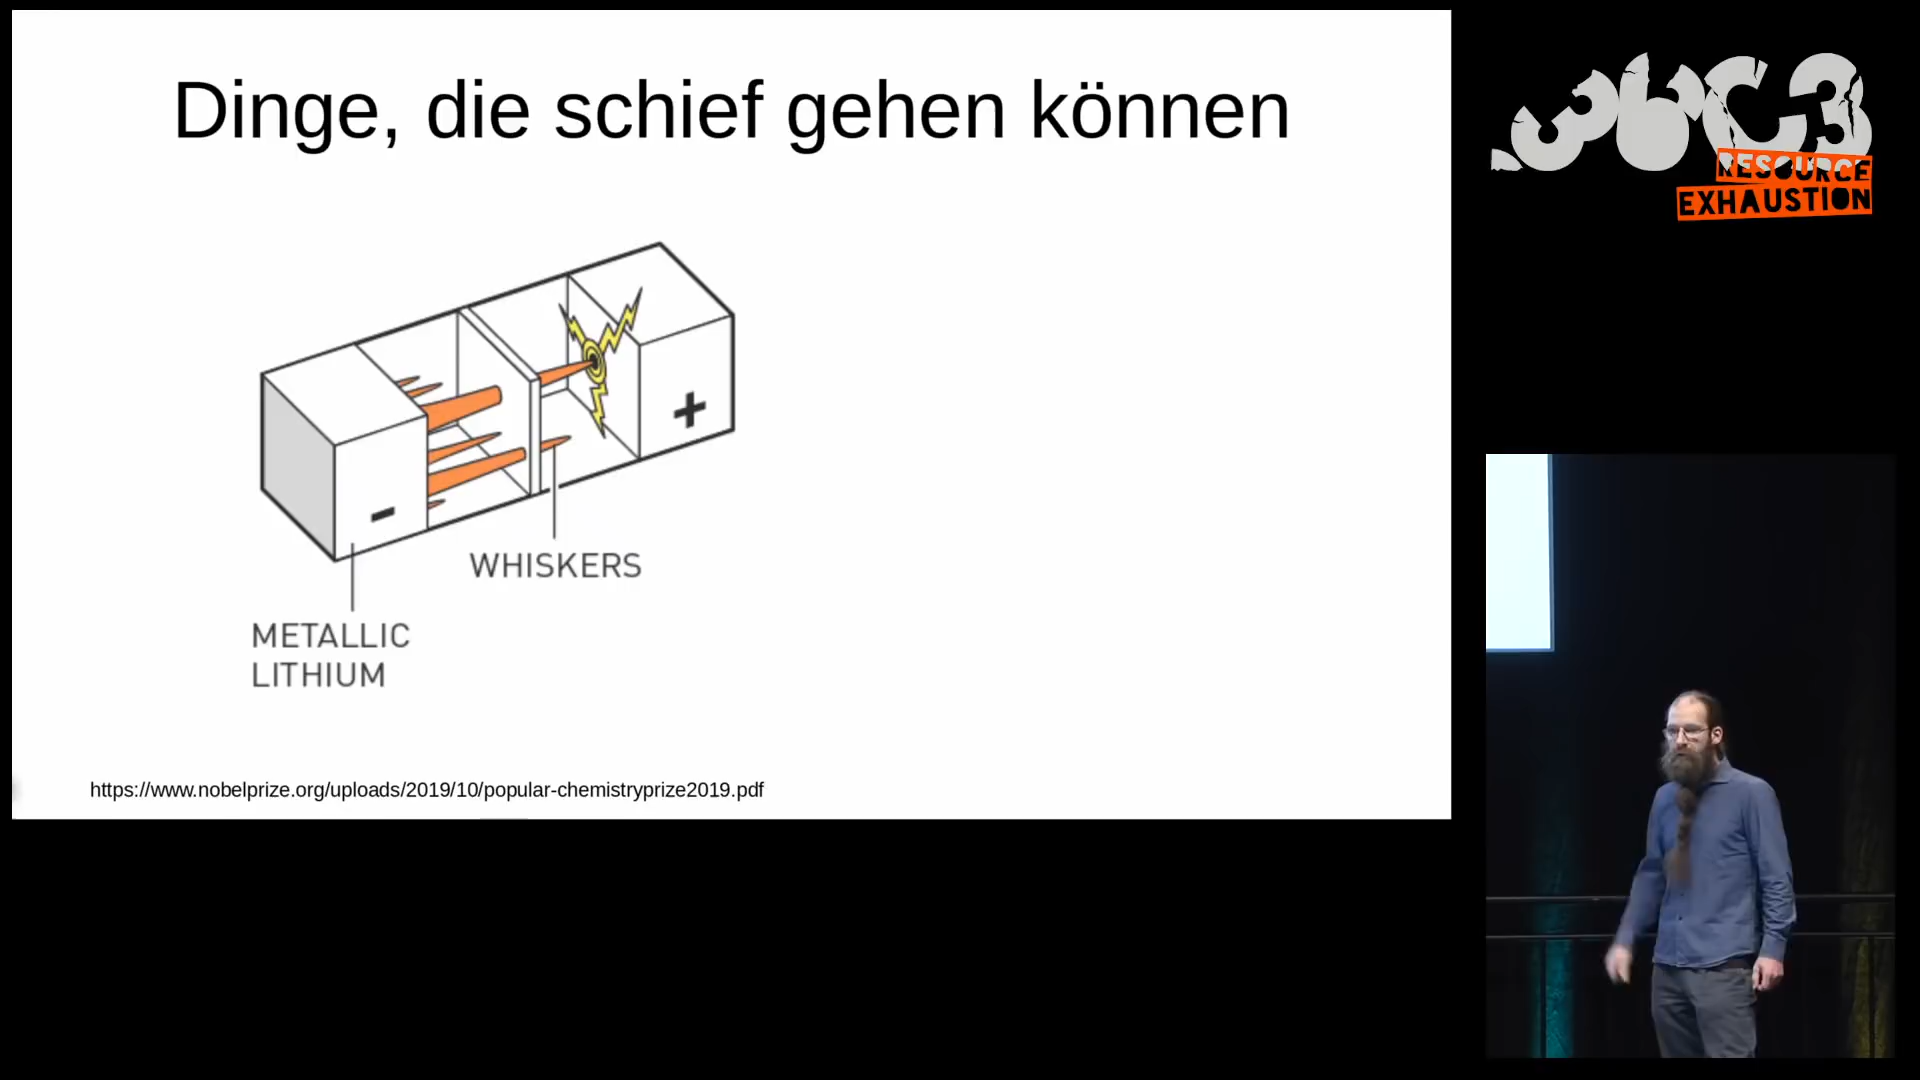 Dinge, die schief gehen können
36C3
RESOURCE
EXHAUSTION
-
+
WHISKERS
METALLIC
LITHIUM
https://www.nobelprize.org/uploads/2019/10/popular-chemistryprize2019.pdf